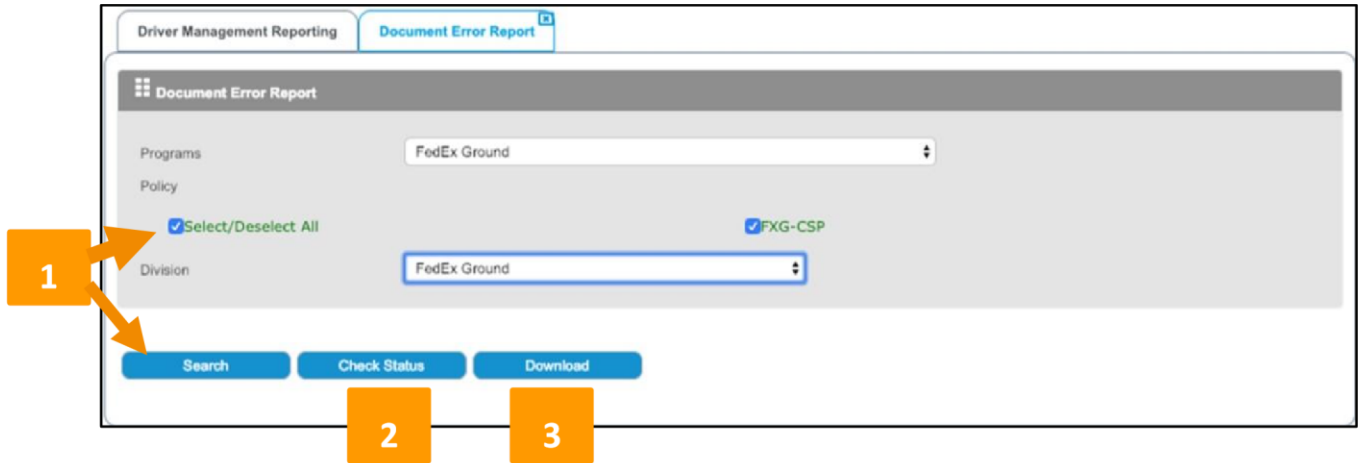 Driver Management Reporting
Document Error Report
Document Error Report
Programs
FedEx Ground
Policy
Select/Deselect All
FXG-CSP
1
Division
FedEx Ground
Search
Check Status
Download
2
3